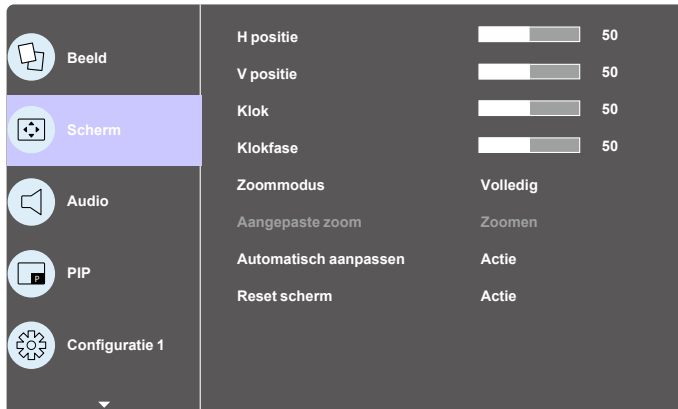 Beeld
Scherm
Audio
P
PIP
Configuratie 1
H positie 50
V positie 50
Klok 50
Klokfase 50
Zoommodus Volledig
Aangepaste zoom Zoomen
Automatisch aanpassen Actie
Reset scherm Actie